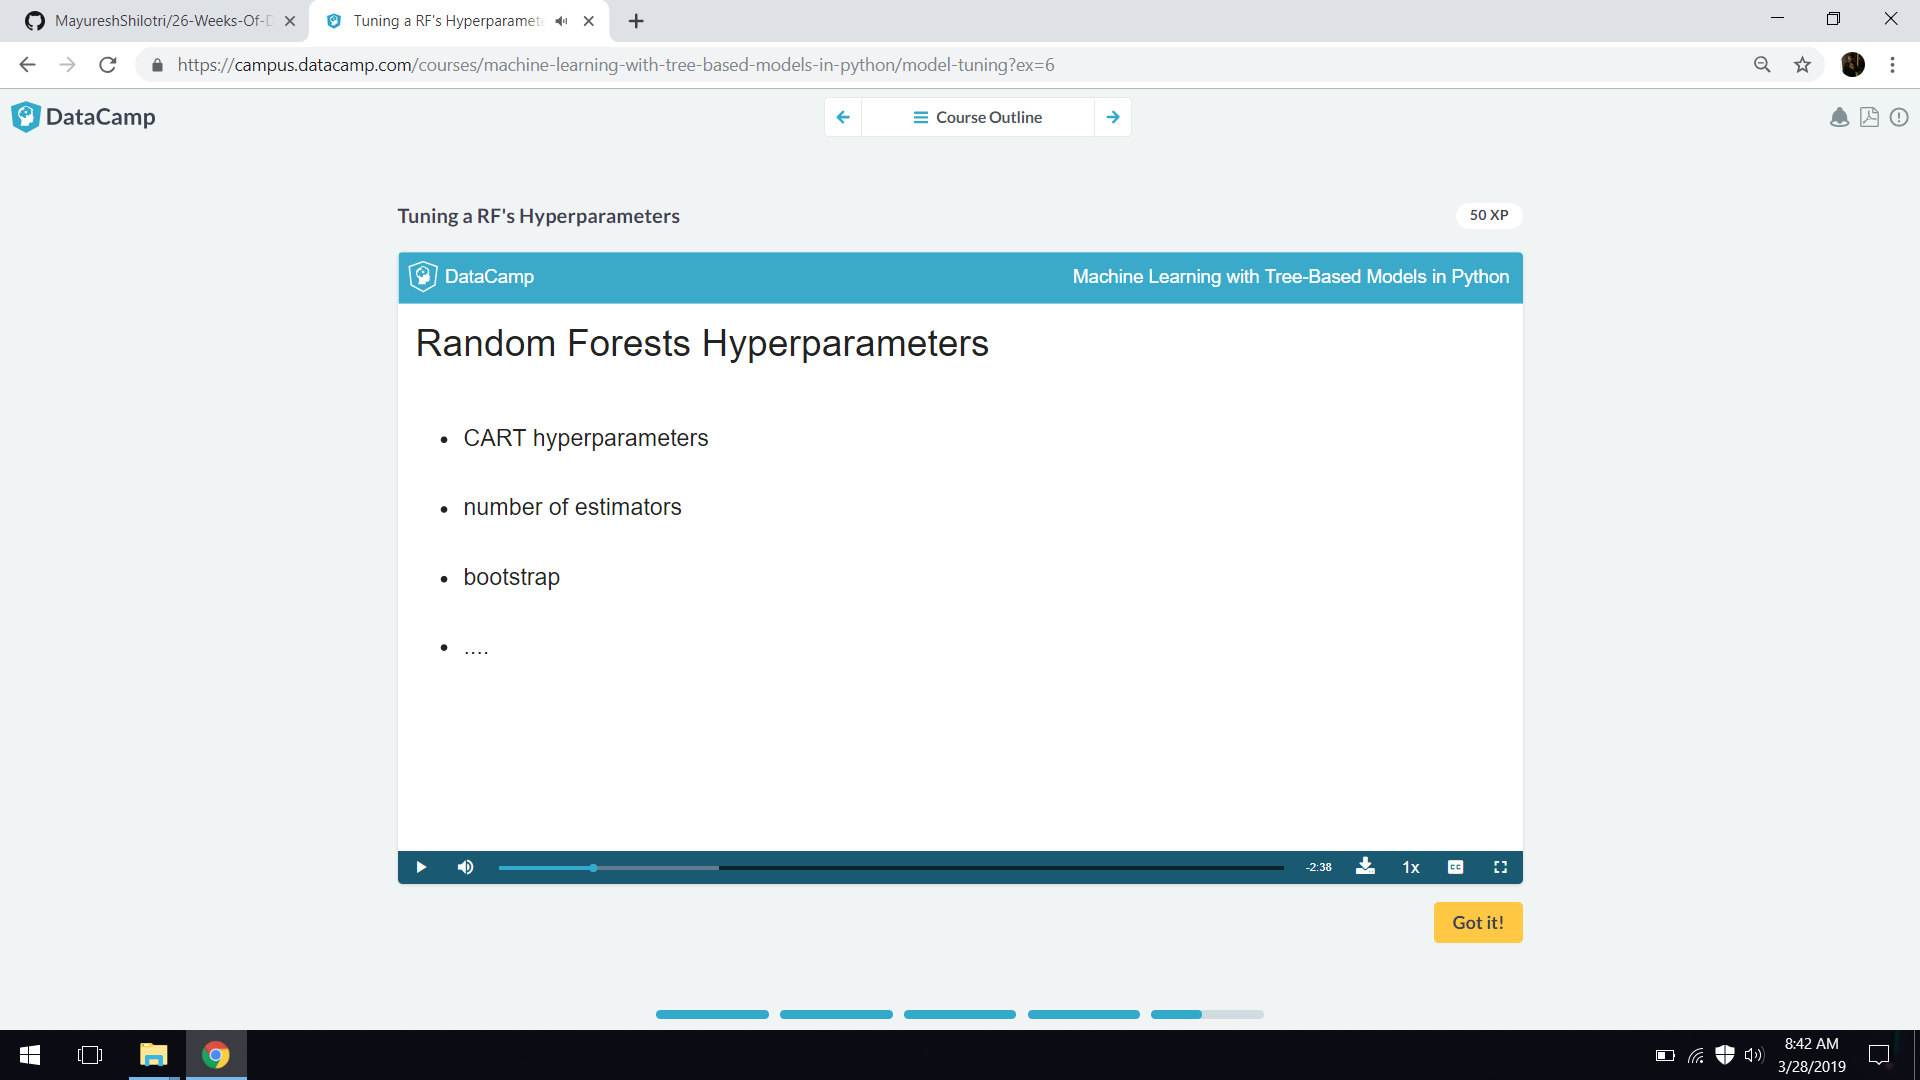 MayureshShilotri/26-Weeks-Of-D
Tuning a RF's Hyperparamete
https://campus.datacamp.com/courses/machine-learning-with-tree-based-models-in-python/model-tuning?ex=6
DataCamp
Course Outline
Tuning a RF's Hyperparameters
50 XP
DataCamp
Machine Learning with Tree-Based Models in Python
Random Forests Hyperparameters
• CART hyperparameters
• number of estimators
• bootstrap
• ....
-2:38
1x
CC
Got it!
8:42 AM
3/28/2019